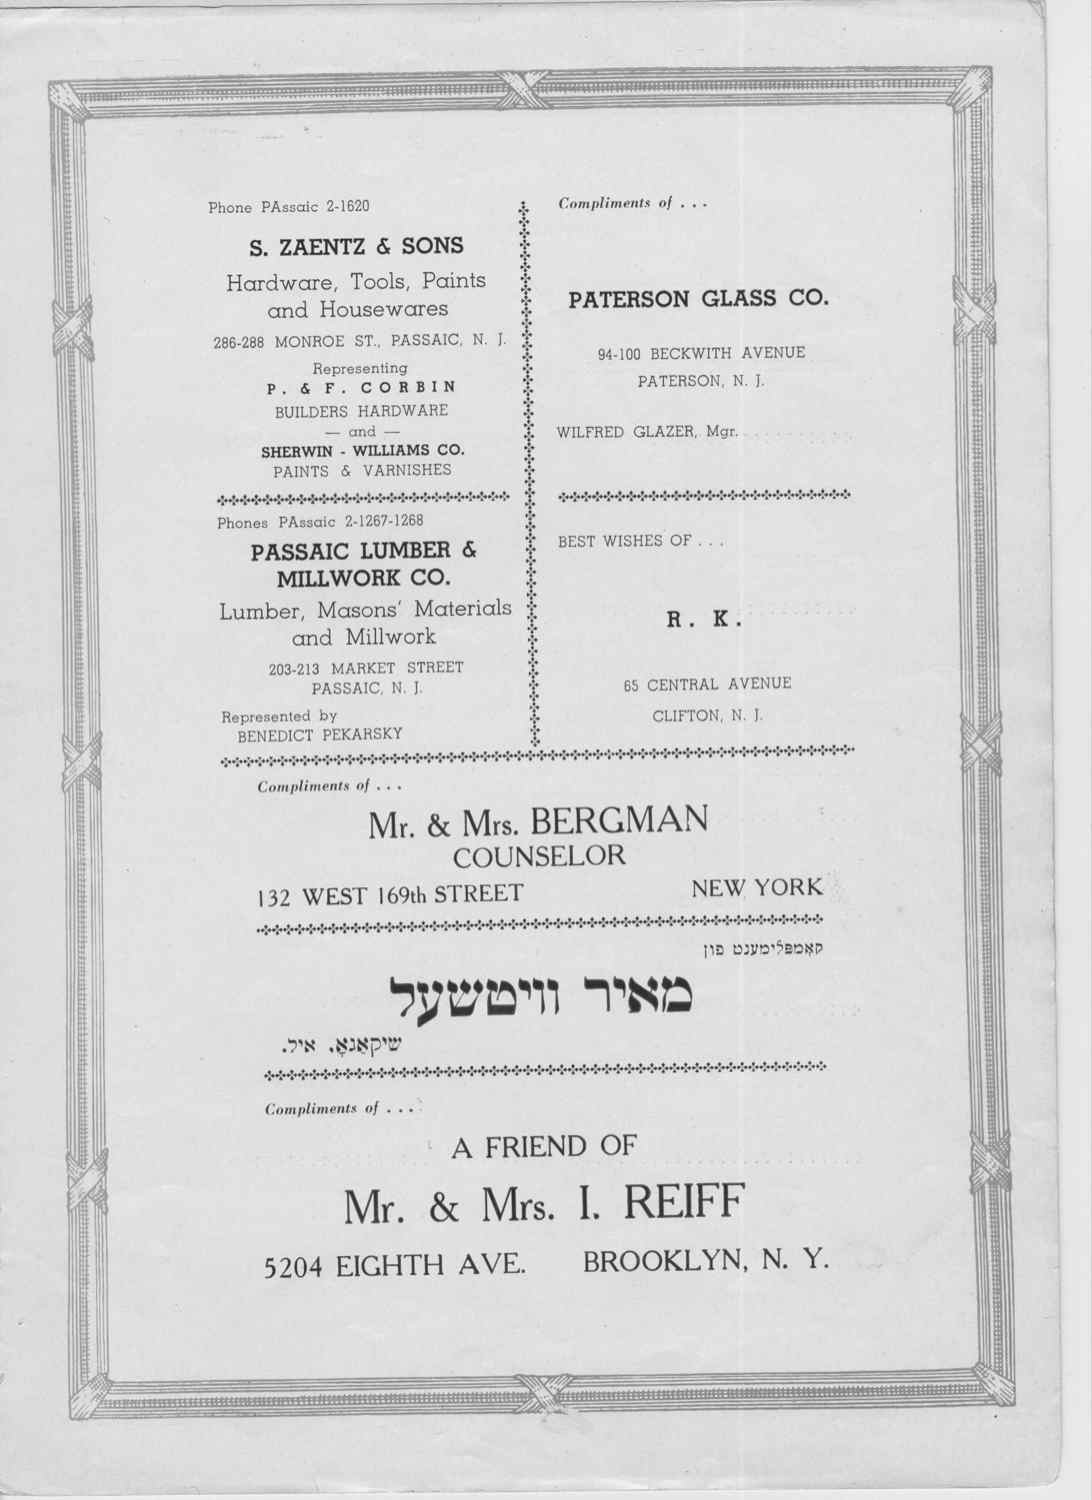 Phone PAssaic 2-1620
S. ZAENTZ & SONS
Hardware, Tools, Paints
and Housewares
286-288 MONROE ST., PASSAIC, N. J.
Representing
P. & F. CORBIN
BUILDERS HARDWARE
— and —
SHERWIN - WILLIAMS CO.
PAINTS & VARNISHES
Compliments of . . .
PATERSON GLASS CO.
94-100 BECKWITH AVENUE
PATERSON, N. J.
WILFRED GLAZER, Mgr.
Phones PAssaic 2-1267-1268
PASSAIC LUMBER &
MILLWORK CO.
Lumber, Masons' Materials
and Millwork
203-213 MARKET STREET
PASSAIC, N. J.
Represented by
BENEDICT PEKARSKY
BEST WISHES OF . . .
R. K.
65 CENTRAL AVENUE
CLIFTON, N. J.
Compliments of . . .
Mr. & Mrs. BERGMAN
COUNSELOR
132 WEST 169th STREET NEW YORK
קאָמפּלימענט פון
מאיר וויטשעל
שיקאַגאָ, איל.
Compliments of . . .
A FRIEND OF
Mr. & Mrs. I. REIFF
5204 EIGHTH AVE. BROOKLYN, N. Y.